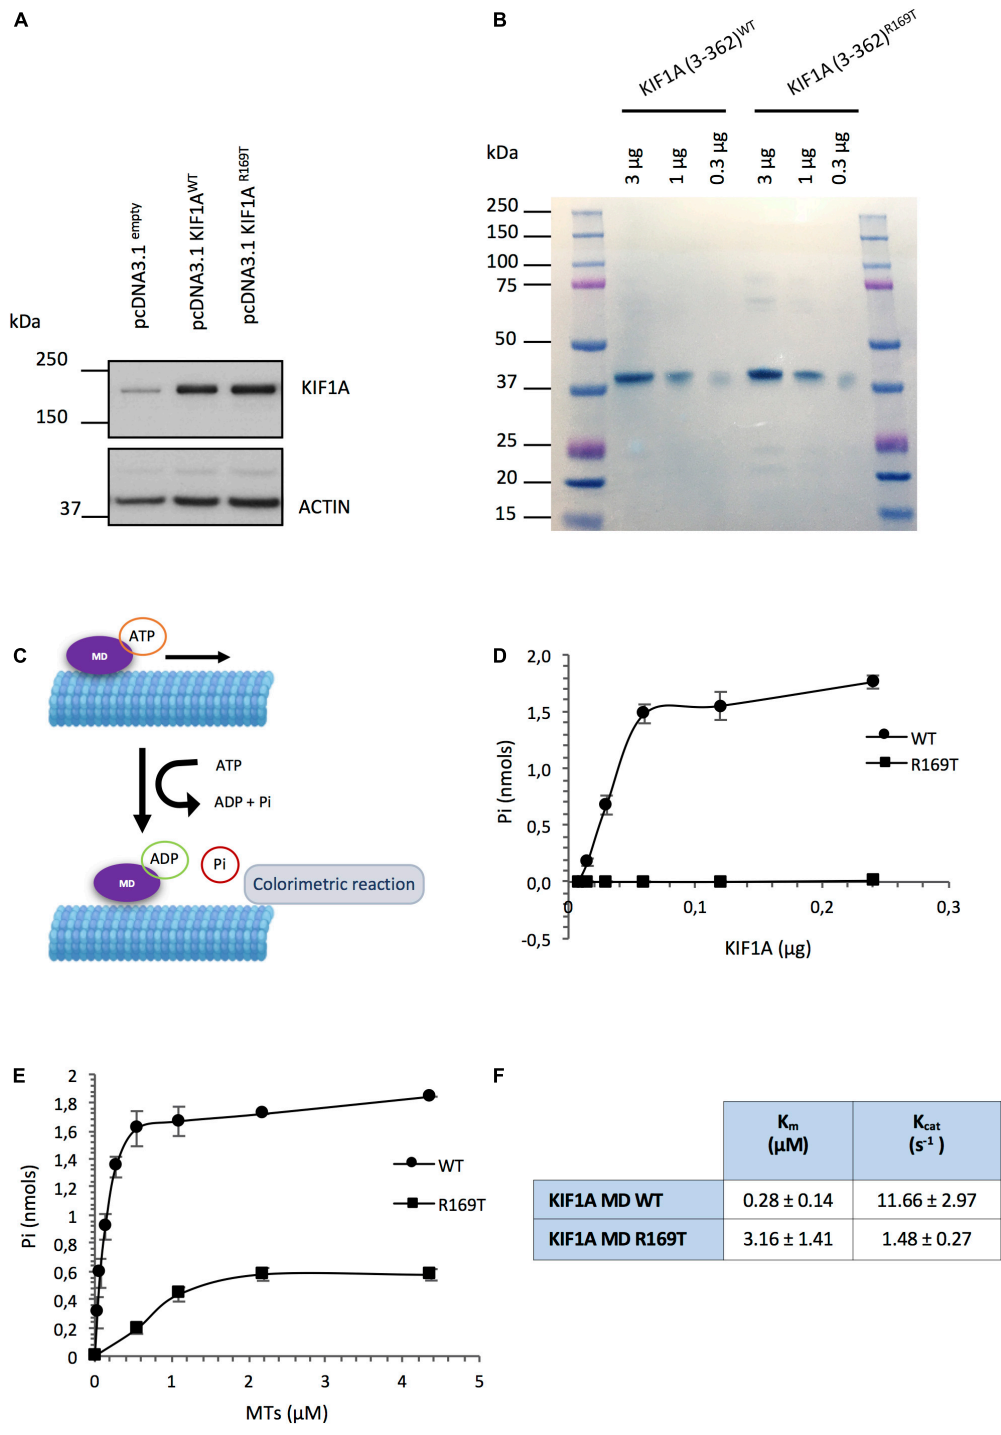 A
kDa
pcDNA3.1 empty
pcDNA3.1 KIF1A WT
pcDNA3.1 KIF1A R169T
250
150
KIF1A
37
ACTIN
B
KIF1A (3-362)WT
KIF1A (3-362)R169T
kDa
3 µg
1 µg
0.3 µg
3 µg
1 µg
0.3 µg
250
150
100
75
50
37
25
20
15
C
MD
ATP
ATP
ADP + Pi
MD
ADP
Pi
Colorimetric reaction
D
Pi (nmols)
2,0
1,5
1,0
0,5
0,0
-0,5
0
0,1
0,2
0,3
KIF1A (µg)
WT
R169T
E
Pi (nmols)
2
1,8
1,6
1,4
1,2
1
0,8
0,6
0,4
0,2
0
0
1
2
3
4
5
MTs (µM)
WT
R169T
F
Km (µM)
Kcat (s-1 )
KIF1A MD WT 0.28 ± 0.14 11.66 ± 2.97
KIF1A MD R169T 3.16 ± 1.41 1.48 ± 0.27